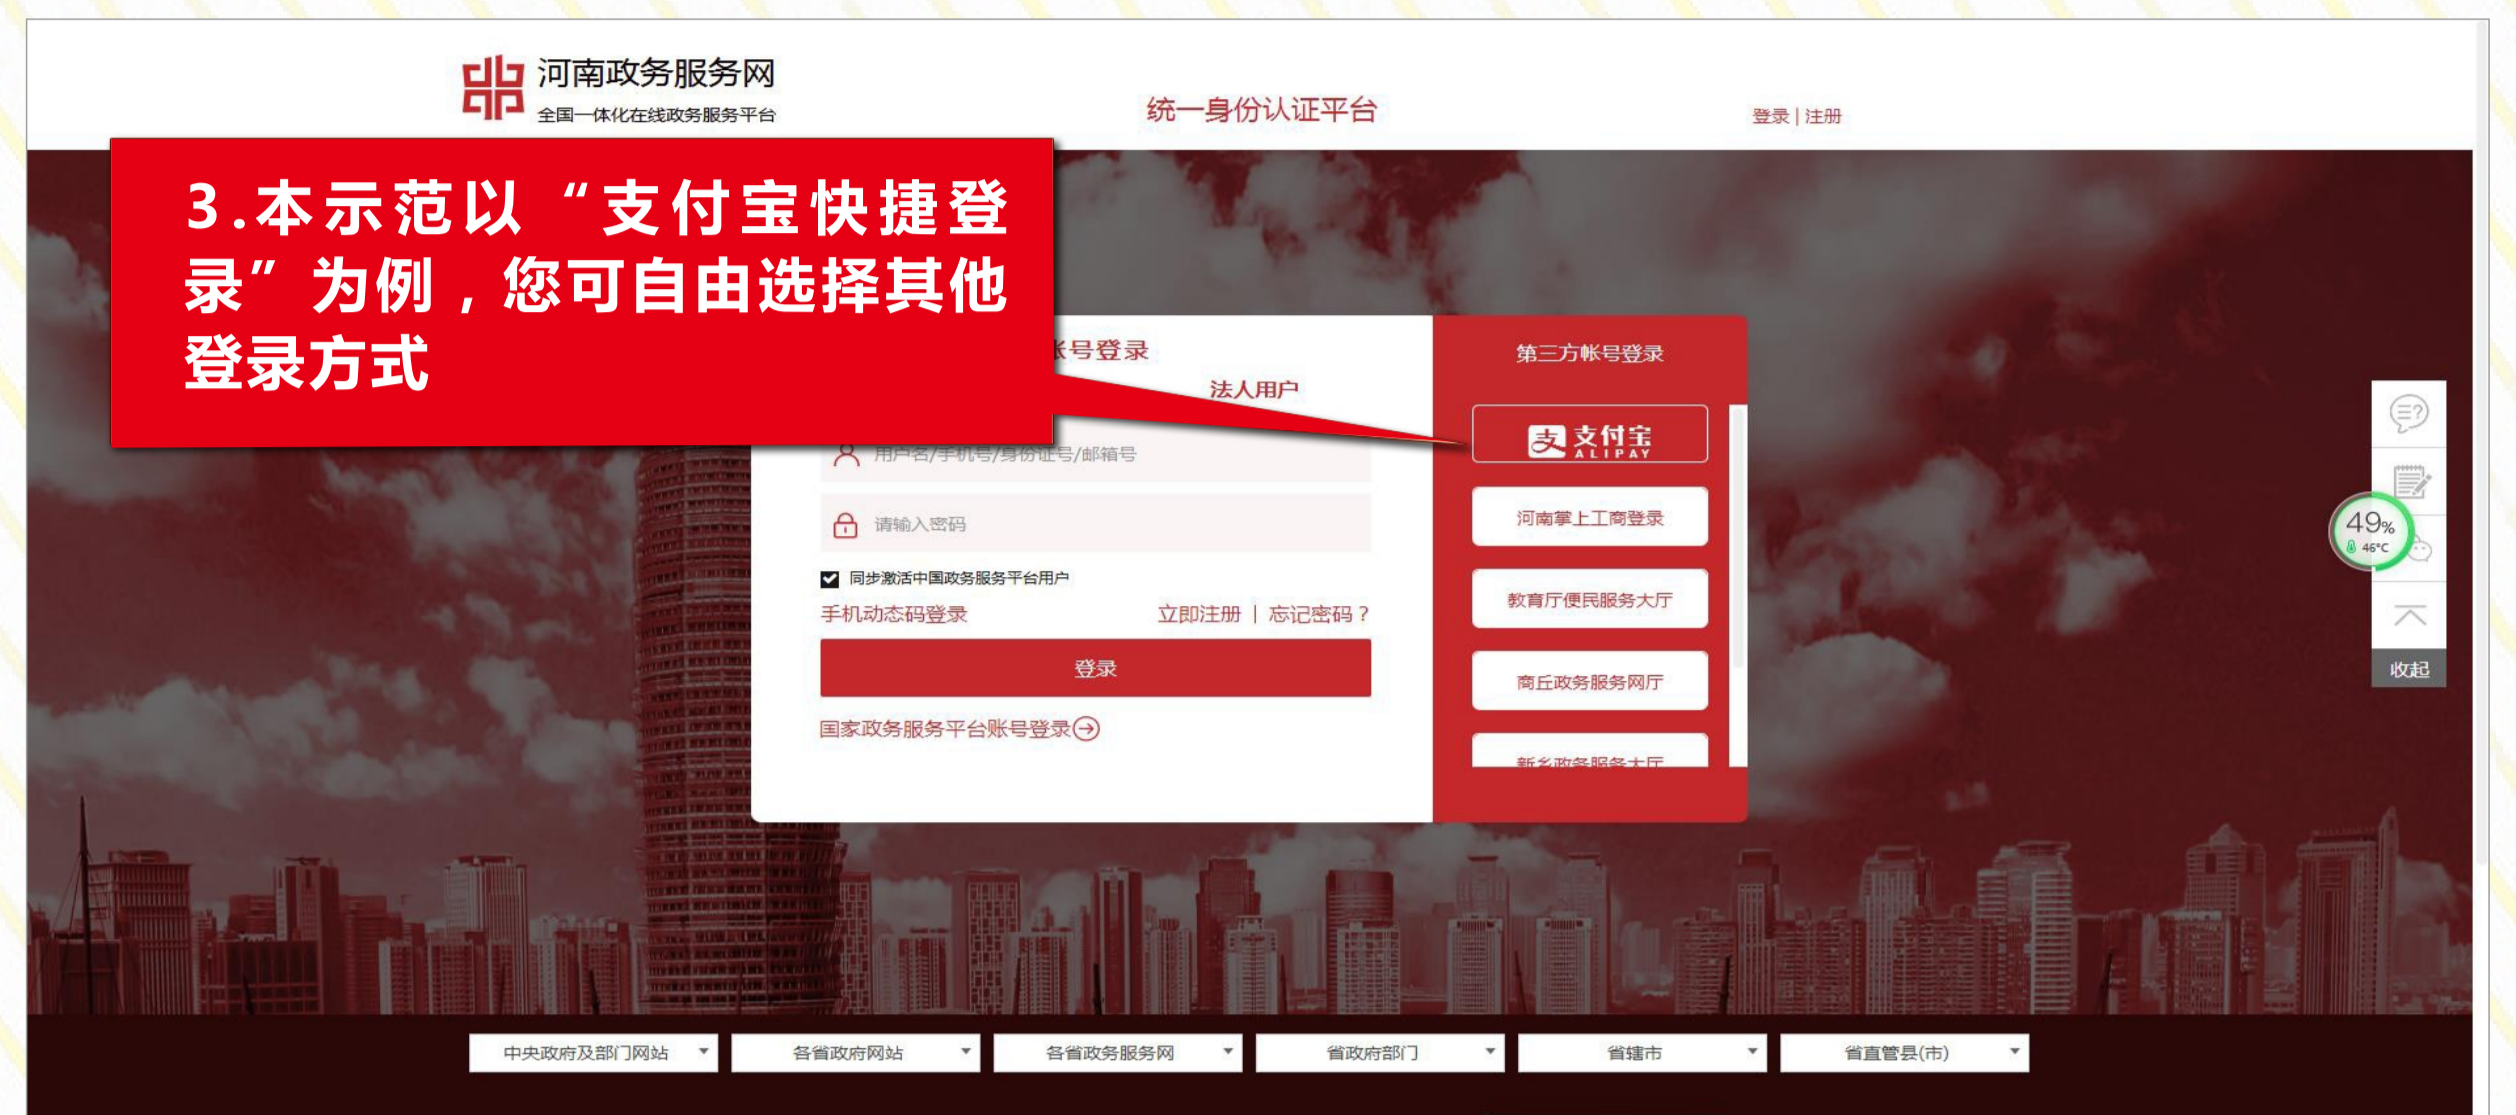 河南政务服务网
全国一体化在线政务服务平台
统一身份认证平台
登录 | 注册
3.本示范以“支付宝快捷登
录”为例，您可自由选择其他
登录方式
号登录
法人用户
用户名/手机号/身份证号/邮箱号
请输入密码
同步激活中国政务服务平台用户
手机动态码登录
立即注册 | 忘记密码？
登录
国家政务服务平台账号登录
第三方帐号登录
支 支付宝
ALIPAY
河南掌上工商登录
教育厅便民服务大厅
商丘政务服务网厅
新乡政务服务大厅
49%
46°C
收起
中央政府及部门网站
各省政府网站
各省政务服务网
省政府部门
省辖市
省直管县(市)